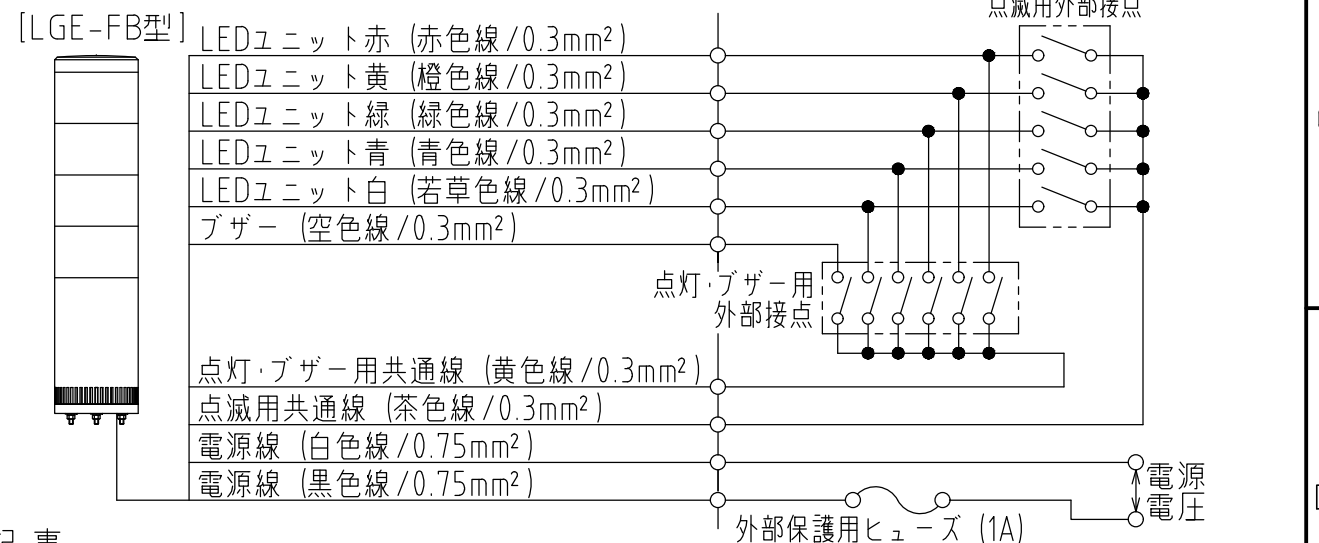 点滅用外部接点
[LGE-FB型]
LEDユニット赤 (赤色線/0.3mm²)
LEDユニット黄 (橙色線/0.3mm²)
LEDユニット緑 (緑色線/0.3mm²)
LEDユニット青 (青色線/0.3mm²)
LEDユニット白 (若草色線/0.3mm²)
ブザー (空色線/0.3mm²)
点灯･ブザー用
外部接点
点灯･ブザー用共通線 (黄色線/0.3mm²)
点滅用共通線 (茶色線/0.3mm²)
電源線 (白色線/0.75mm²)
電源線 (黒色線/0.75mm²)
電源
電圧
外部保護用ヒューズ (1A)